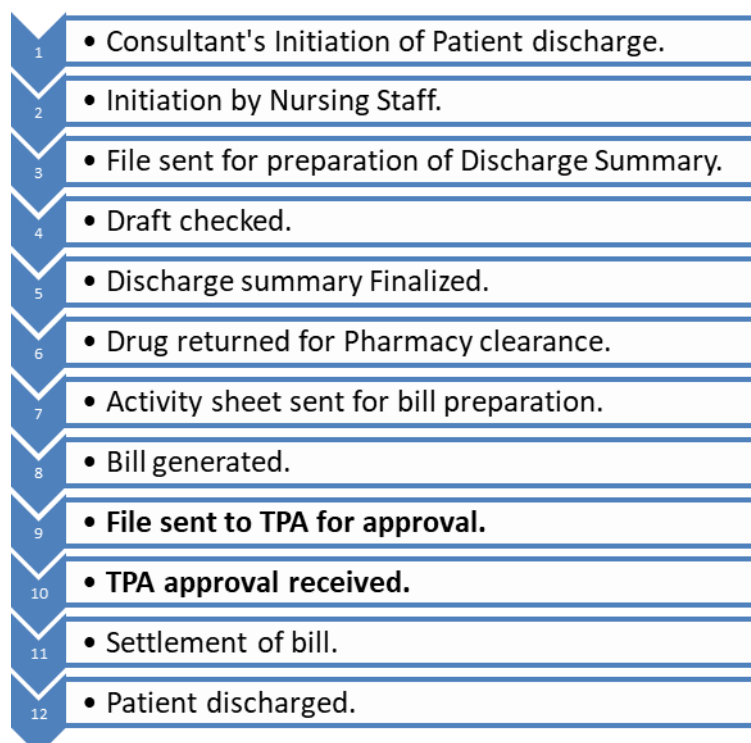 1 • Consultant's Initiation of Patient discharge.
2 • Initiation by Nursing Staff.
3 • File sent for preparation of Discharge Summary.
4 • Draft checked.
5 • Discharge summary Finalized.
6 • Drug returned for Pharmacy clearance.
7 • Activity sheet sent for bill preparation.
8 • Bill generated.
9 • File sent to TPA for approval.
10 • TPA approval received.
11 • Settlement of bill.
12 • Patient discharged.